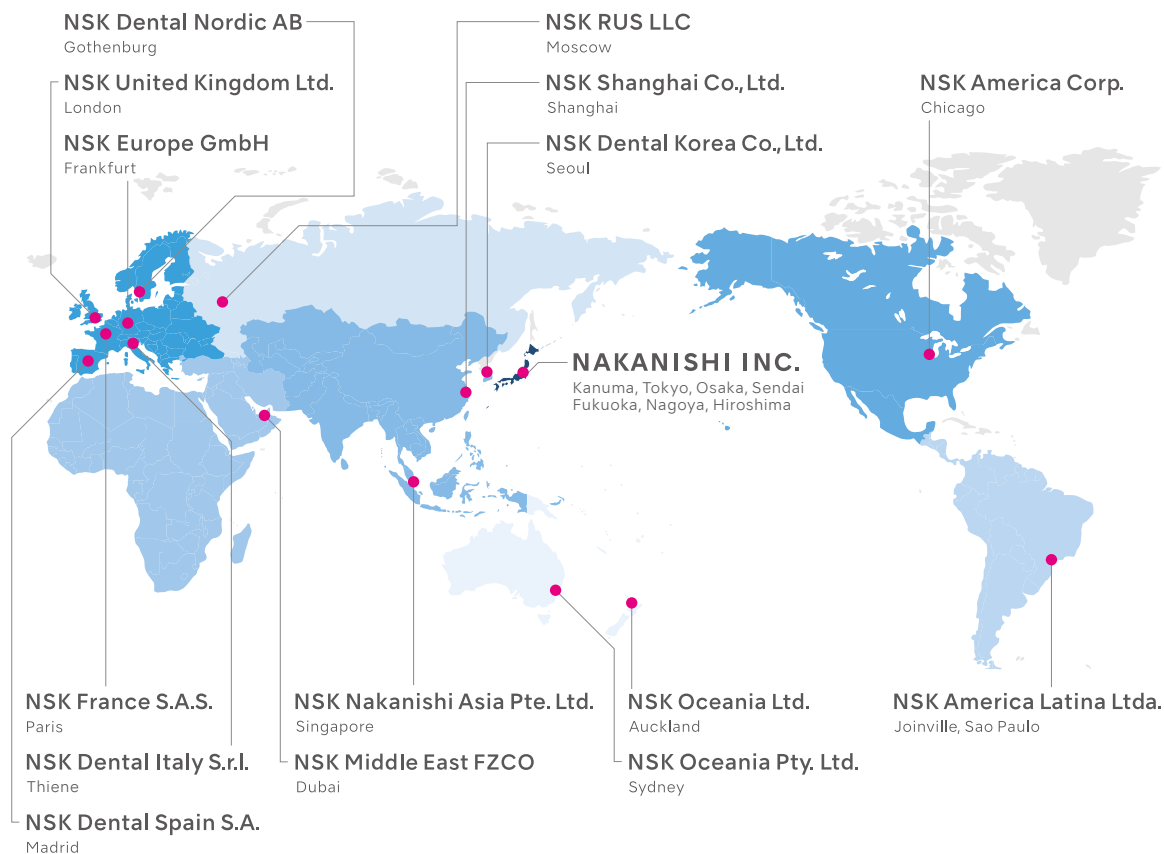 NSK Dental Nordic AB
Gothenburg
NSK United Kingdom Ltd.
London
NSK Europe GmbH
Frankfurt
NSK RUS LLC
Moscow
NSK Shanghai Co.,Ltd.
Shanghai
NSK Dental Korea Co.,Ltd.
Seoul
NSK America Corp.
Chicago
NAKANISHI INC.
Kanuma, Tokyo, Osaka, Sendai
Fukuoka, Nagoya, Hiroshima
NSK France S.A.S.
Paris
NSK Dental Italy S.r.l.
Thiene
NSK Dental Spain S.A.
Madrid
NSK Nakanishi Asia Pte. Ltd.
Singapore
NSK Middle East FZCO
Dubai
NSK Oceania Ltd.
Auckland
NSK Oceania Pty. Ltd.
Sydney
NSK America Latina Ltda.
Joinville, Sao Paulo